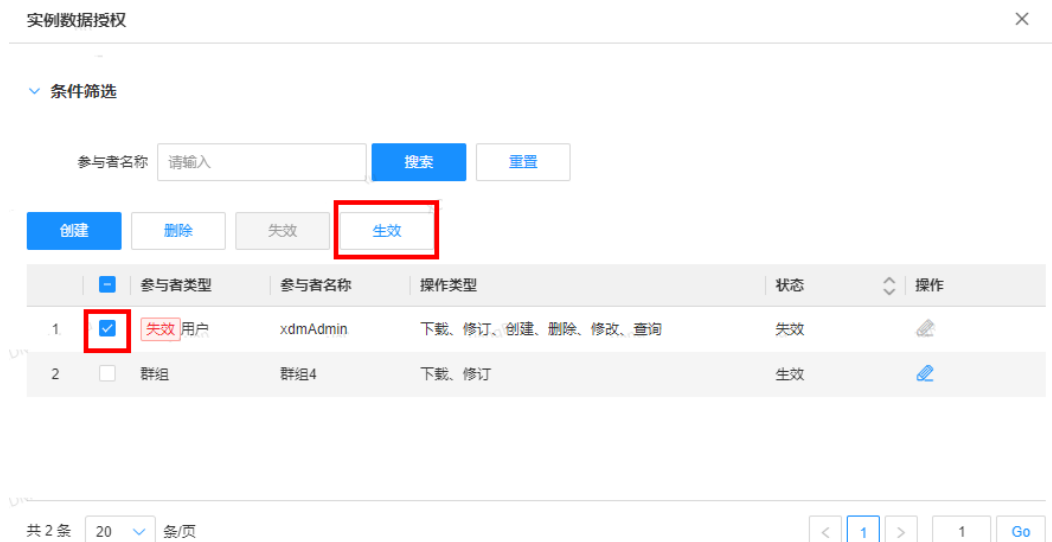 实例数据授权
条件筛选
参与者名称 请输入 搜索 重置
创建 删除 失效 生效
参与者类型 参与者名称 操作类型 状态 操作
1 失效 用户 xdmAdmin 下载、修订、创建、删除、修改、查询 失效
2 群组 群组4 下载、修订 生效
共 2 条 20 条/页 < 1 > 1 Go